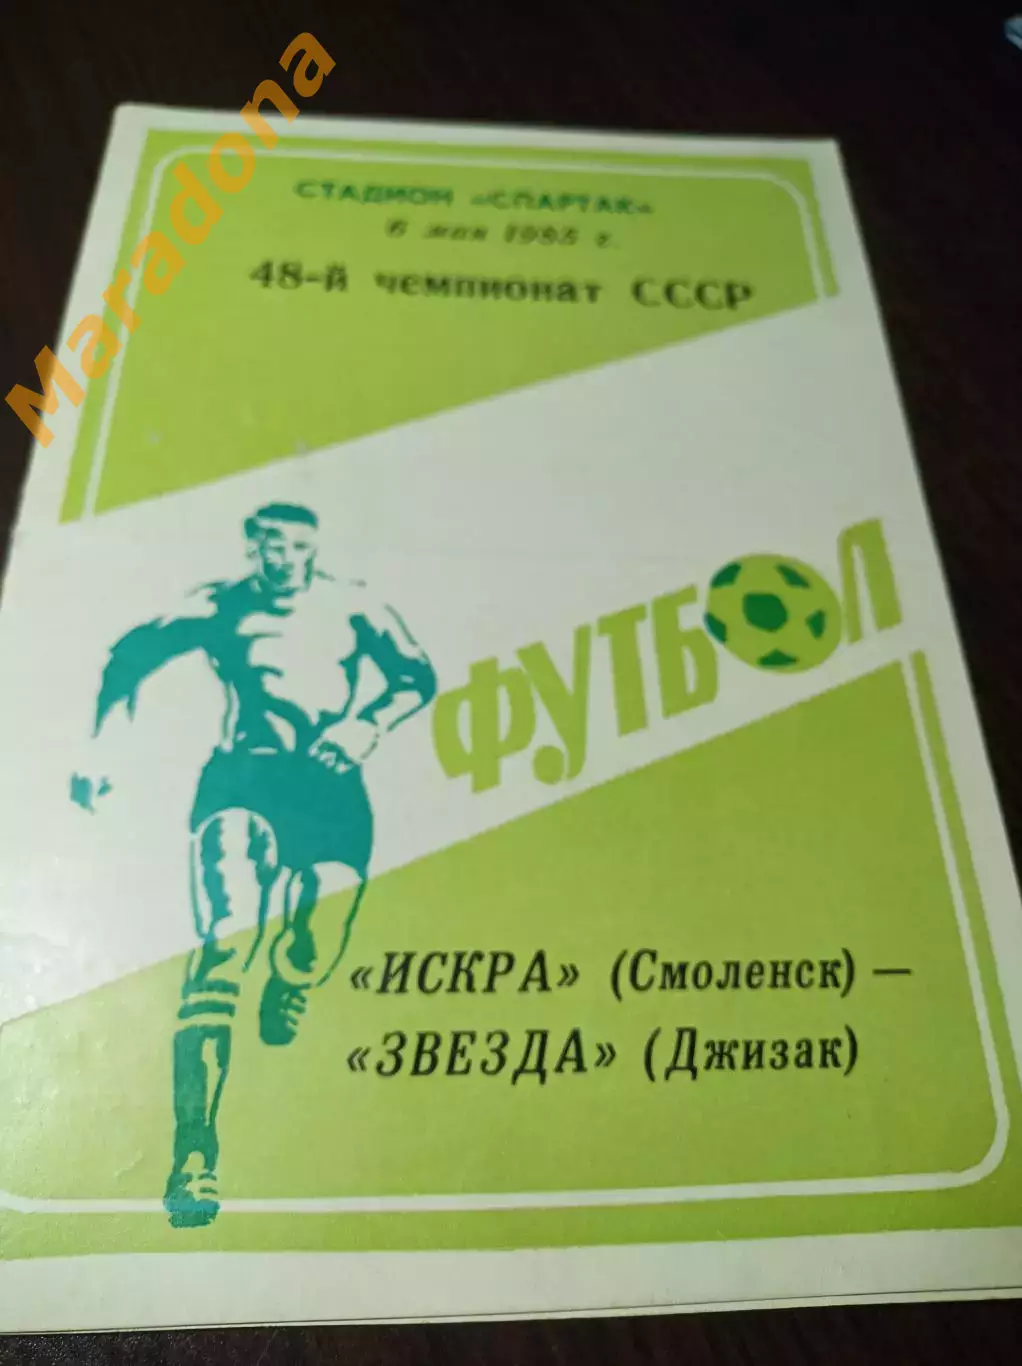 Maradona
СТАДИОН «СПАРТАК»
6 мая 1985 г.
48-й чемпионат СССР
ФУТБОЛ
«ИСКРА» (Смоленск) —
«ЗВЕЗДА» (Джизак)